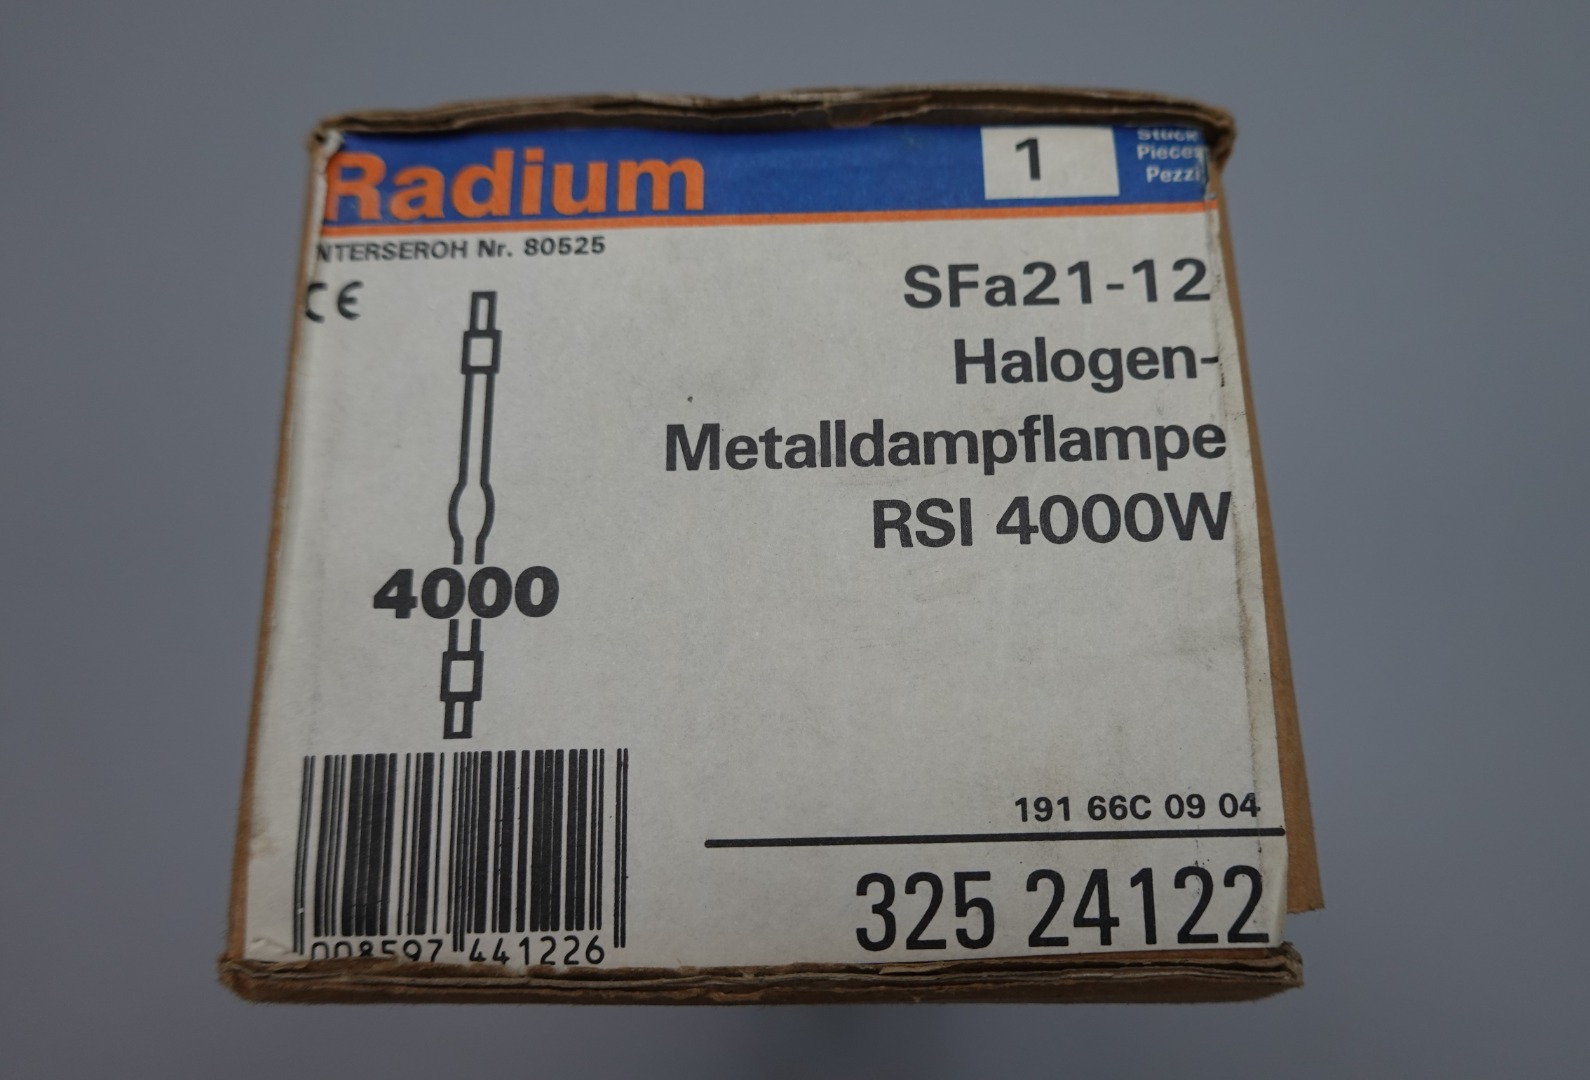 Radium
1
Stück
Pieces
Pezzi
INTERSEROH Nr. 80525
CE
SFa21-12
Halogen-
Metalldampflampe
RSI 4000W
4000
191 66C 09 04
325 24122
008597 441226